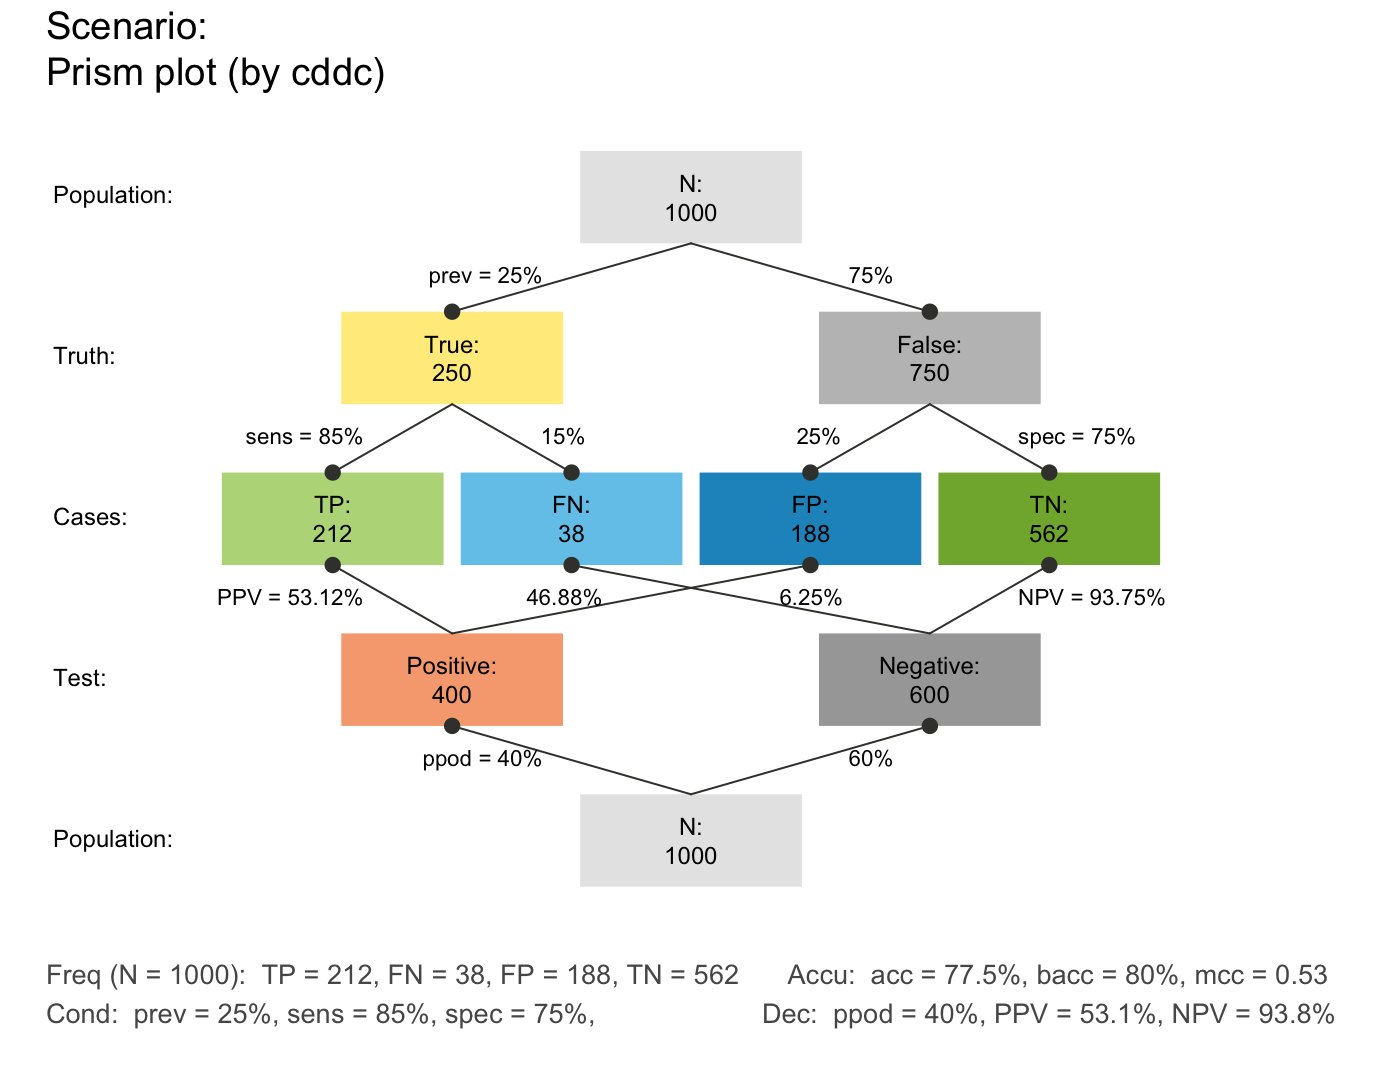 Scenario:
Prism plot (by cddc)
Population:
N:
1000
prev = 25%
75%
Truth:
True:
250
False:
750
sens = 85%
15%
25%
spec = 75%
Cases:
TP:
212
FN:
38
FP:
188
TN:
562
PPV = 53.12%
46.88%
6.25%
NPV = 93.75%
Test:
Positive:
400
Negative:
600
ppod = 40%
60%
Population:
N:
1000
Freq (N = 1000):  TP = 212, FN = 38, FP = 188, TN = 562
Accu:  acc = 77.5%, bacc = 80%, mcc = 0.53
Cond:  prev = 25%, sens = 85%, spec = 75%,
Dec:  ppod = 40%, PPV = 53.1%, NPV = 93.8%